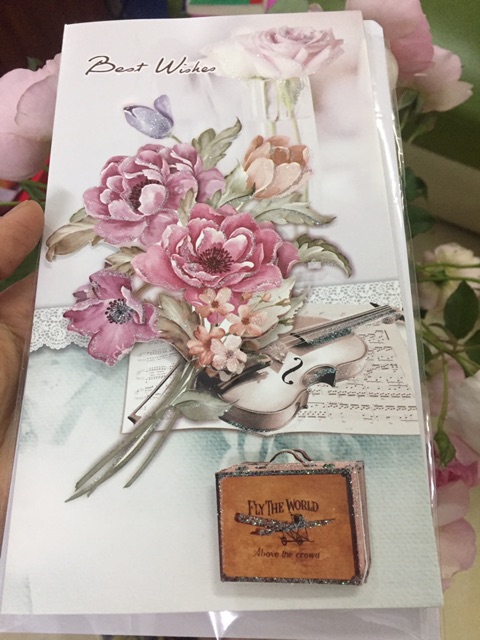 Best Wishes
FLY THE WORLD
Above the crowd